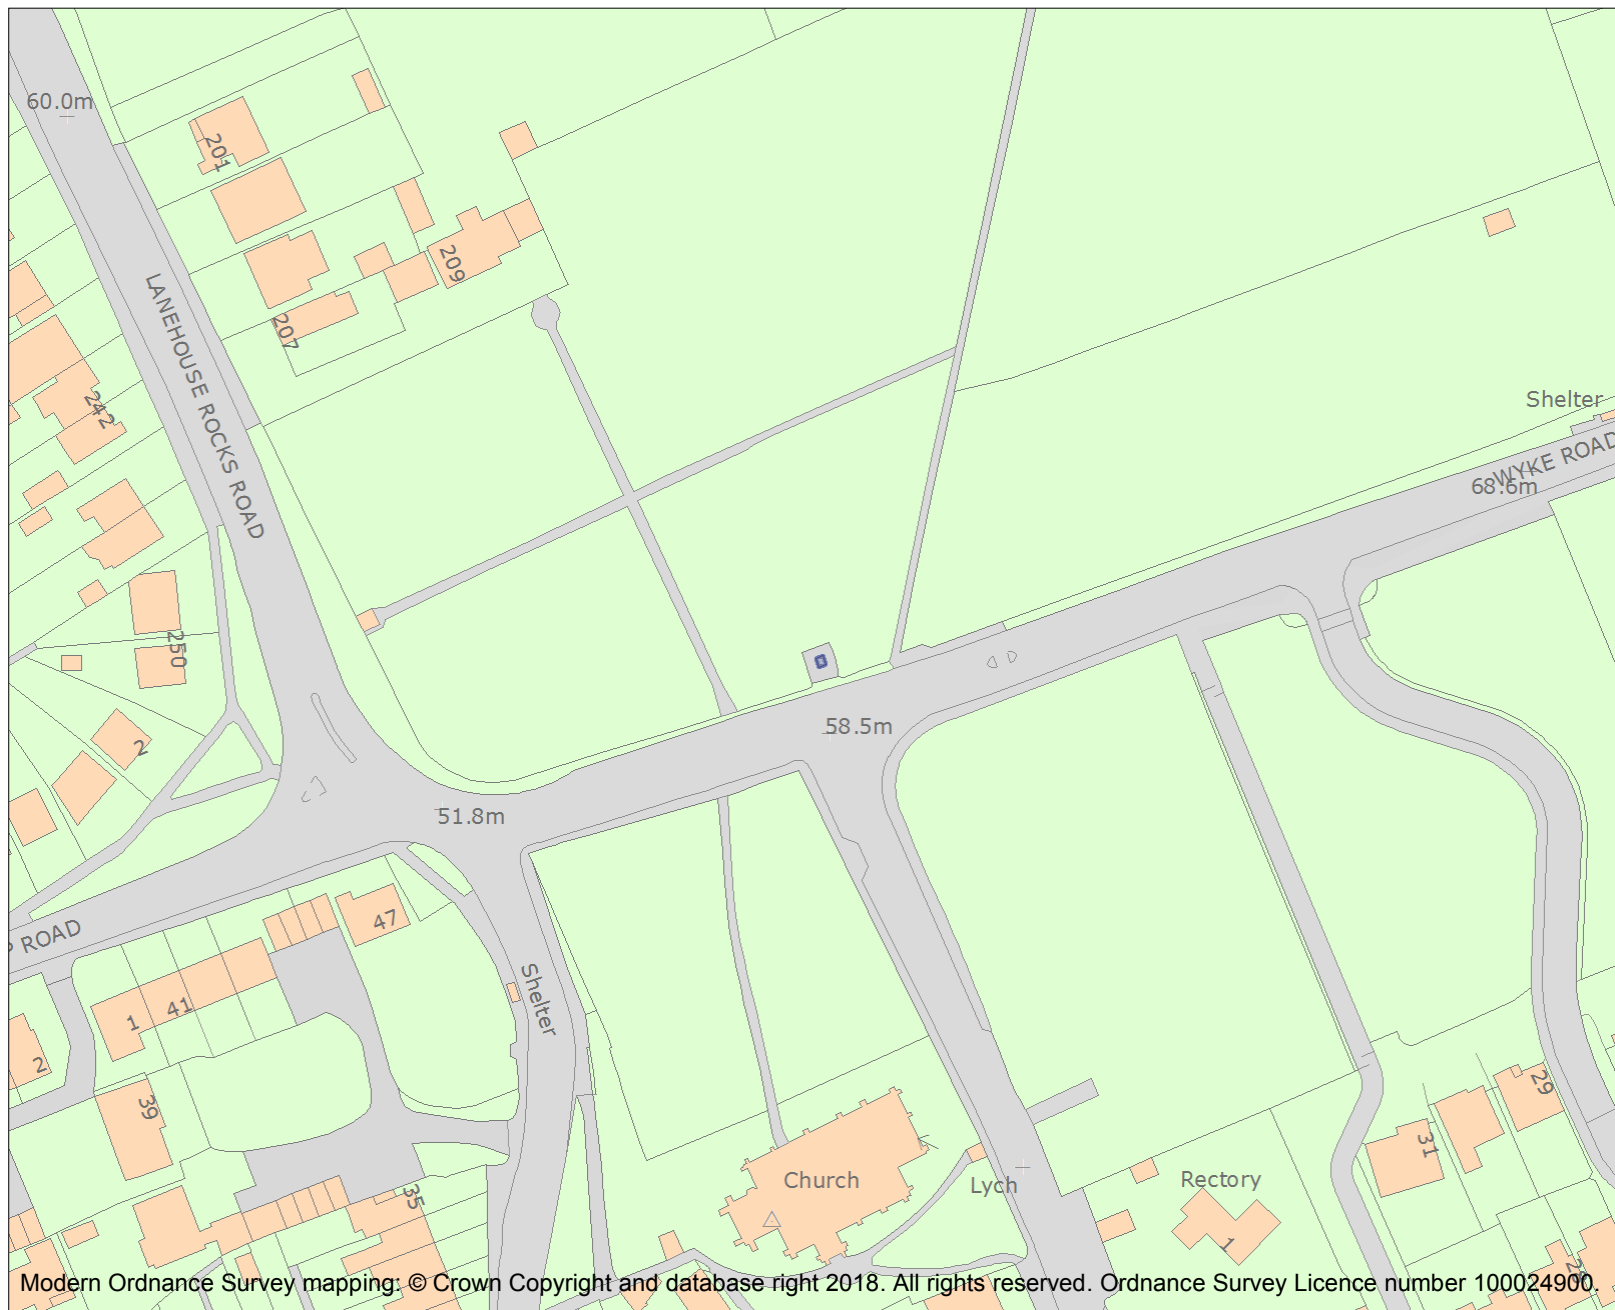 60.0m
201
209
207
LANEHOUSE ROCKS ROAD
242
Shelter
WYKE ROAD
68.6m
250
2
58.5m
51.8m
47
ROAD
Shelter
41
1
2
39
29
31
Church
Lych
Rectory
35
1
Modern Ordnance Survey mapping: © Crown Copyright and database right 2018. All rights reserved. Ordnance Survey Licence number 100024900.